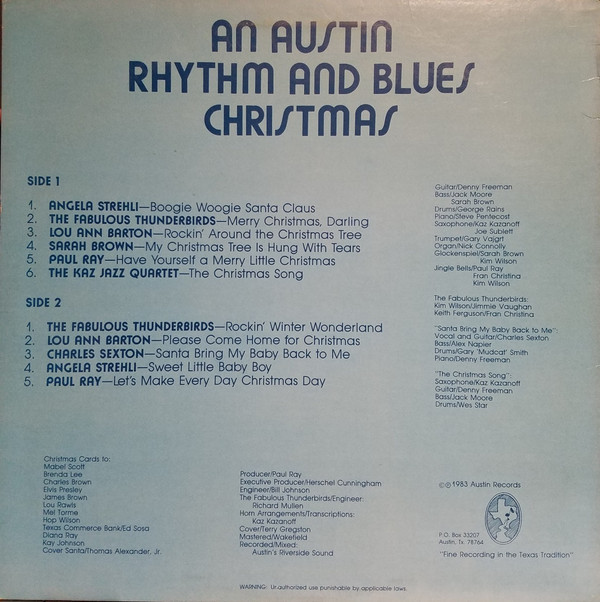 AN AUSTIN
RHYTHM AND BLUES
CHRISTMAS
SIDE 1
1. ANGELA STREHLI—Boogie Woogie Santa Claus
2. THE FABULOUS THUNDERBIRDS—Merry Christmas, Darling
3. LOU ANN BARTON—Rockin' Around the Christmas Tree
4. SARAH BROWN—My Christmas Tree Is Hung With Tears
5. PAUL RAY—Have Yourself a Merry Little Christmas
6. THE KAZ JAZZ QUARTET—The Christmas Song
SIDE 2
1. THE FABULOUS THUNDERBIRDS—Rockin' Winter Wonderland
2. LOU ANN BARTON—Please Come Home for Christmas
3. CHARLES SEXTON—Santa Bring My Baby Back to Me
4. ANGELA STREHLI—Sweet Little Baby Boy
5. PAUL RAY—Let's Make Every Day Christmas Day
Guitar/Denny Freeman
Bass/Jack Moore
Sarah Brown
Drums/George Rains
Piano/Steve Pentecost
Saxophone/Kaz Kazanoff
Joe Sublett
Trumpet/Gary Vajgrt
Organ/Nick Connolly
Glockenspiel/Sarah Brown
Kim Wilson
Jingle Bells/Paul Ray
Fran Christina
Kim Wilson
The Fabulous Thunderbirds:
Kim Wilson/Jimmie Vaughan
Keith Ferguson/Fran Christina
"Santa Bring My Baby Back to Me":
Vocal and Guitar/Charles Sexton
Bass/Alex Napier
Drums/Gary 'Mudcat' Smith
Piano/Denny Freeman
"The Christmas Song":
Saxophone/Kaz Kazanoff
Guitar/Denny Freeman
Bass/Jack Moore
Drums/Wes Star
Christmas Cards to:
Mabel Scott
Brenda Lee
Charles Brown
Elvis Presley
James Brown
Lou Rawls
Mel Torme
Hop Wilson
Texas Commerce Bank/Ed Sosa
Diana Ray
Kay Johnson
Cover Santa/Thomas Alexander, Jr.
Producer/Paul Ray
Executive Producer/Herschel Cunningham
Engineer/Bill Johnson
The Fabulous Thunderbirds/Engineer:
Richard Mullen
Horn Arrangements/Transcriptions:
Kaz Kazanoff
Cover/Terry Gregston
Mastered/Wakefield
Recorded/Mixed:
Austin's Riverside Sound
©℗1983 Austin Records
P.O. Box 33207
Austin, Tx. 78764
"Fine Recording in the Texas Tradition"
WARNING: Unauthorized use punishable by applicable laws.